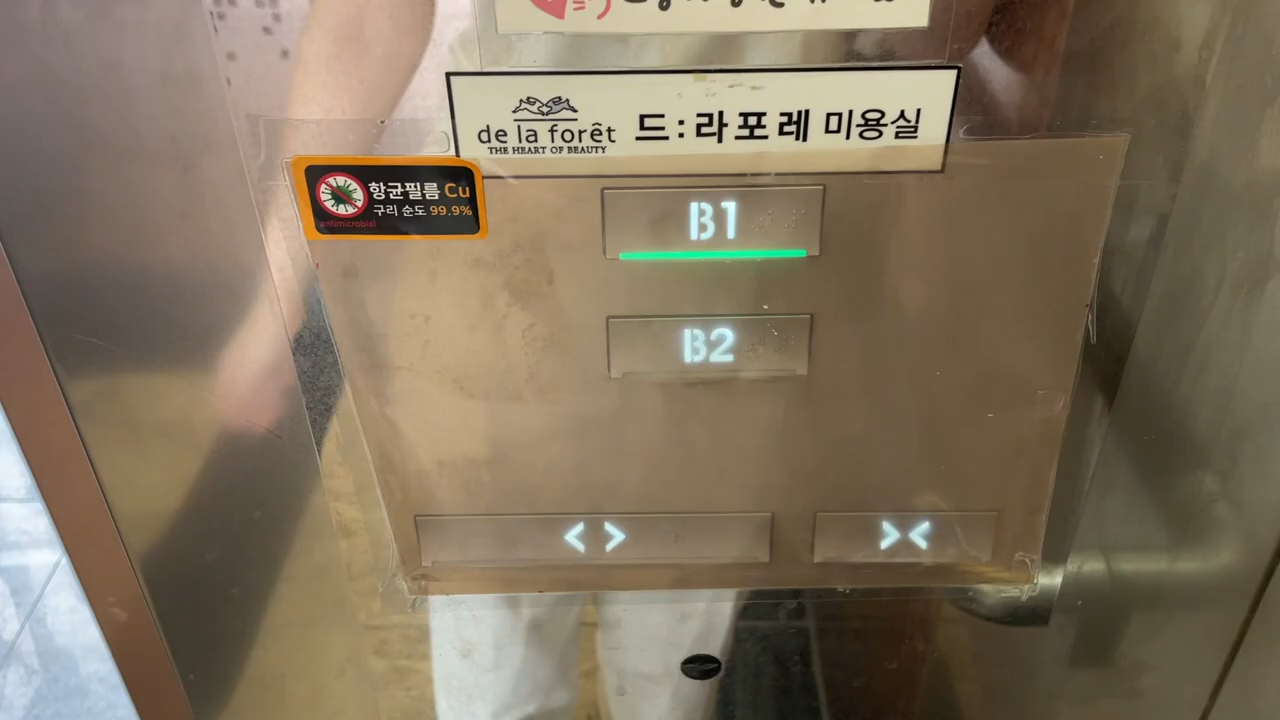 de la forêt
THE HEART OF BEAUTY
드:라포레 미용실
항균필름 Cu
구리 순도 99.9%
antimicrobial
B1
B2
< >
> <